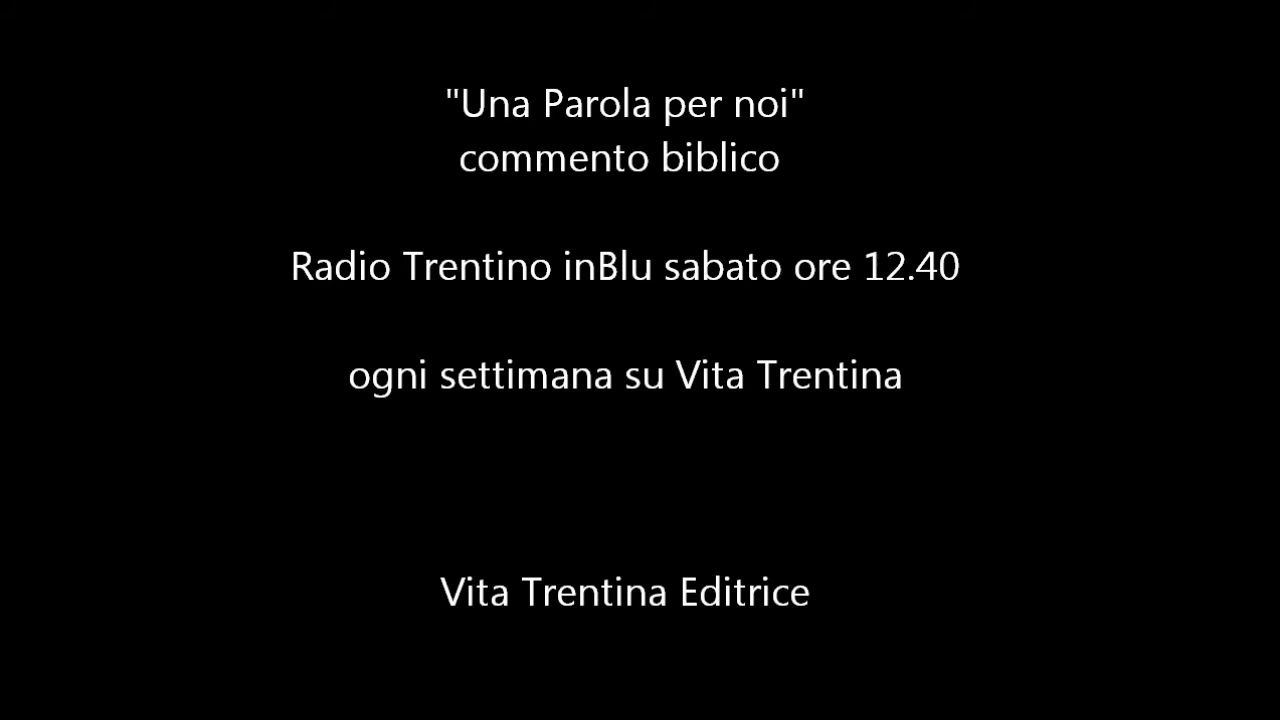 "Una Parola per noi"
commento biblico
Radio Trentino inBlu sabato ore 12.40
ogni settimana su Vita Trentina
Vita Trentina Editrice